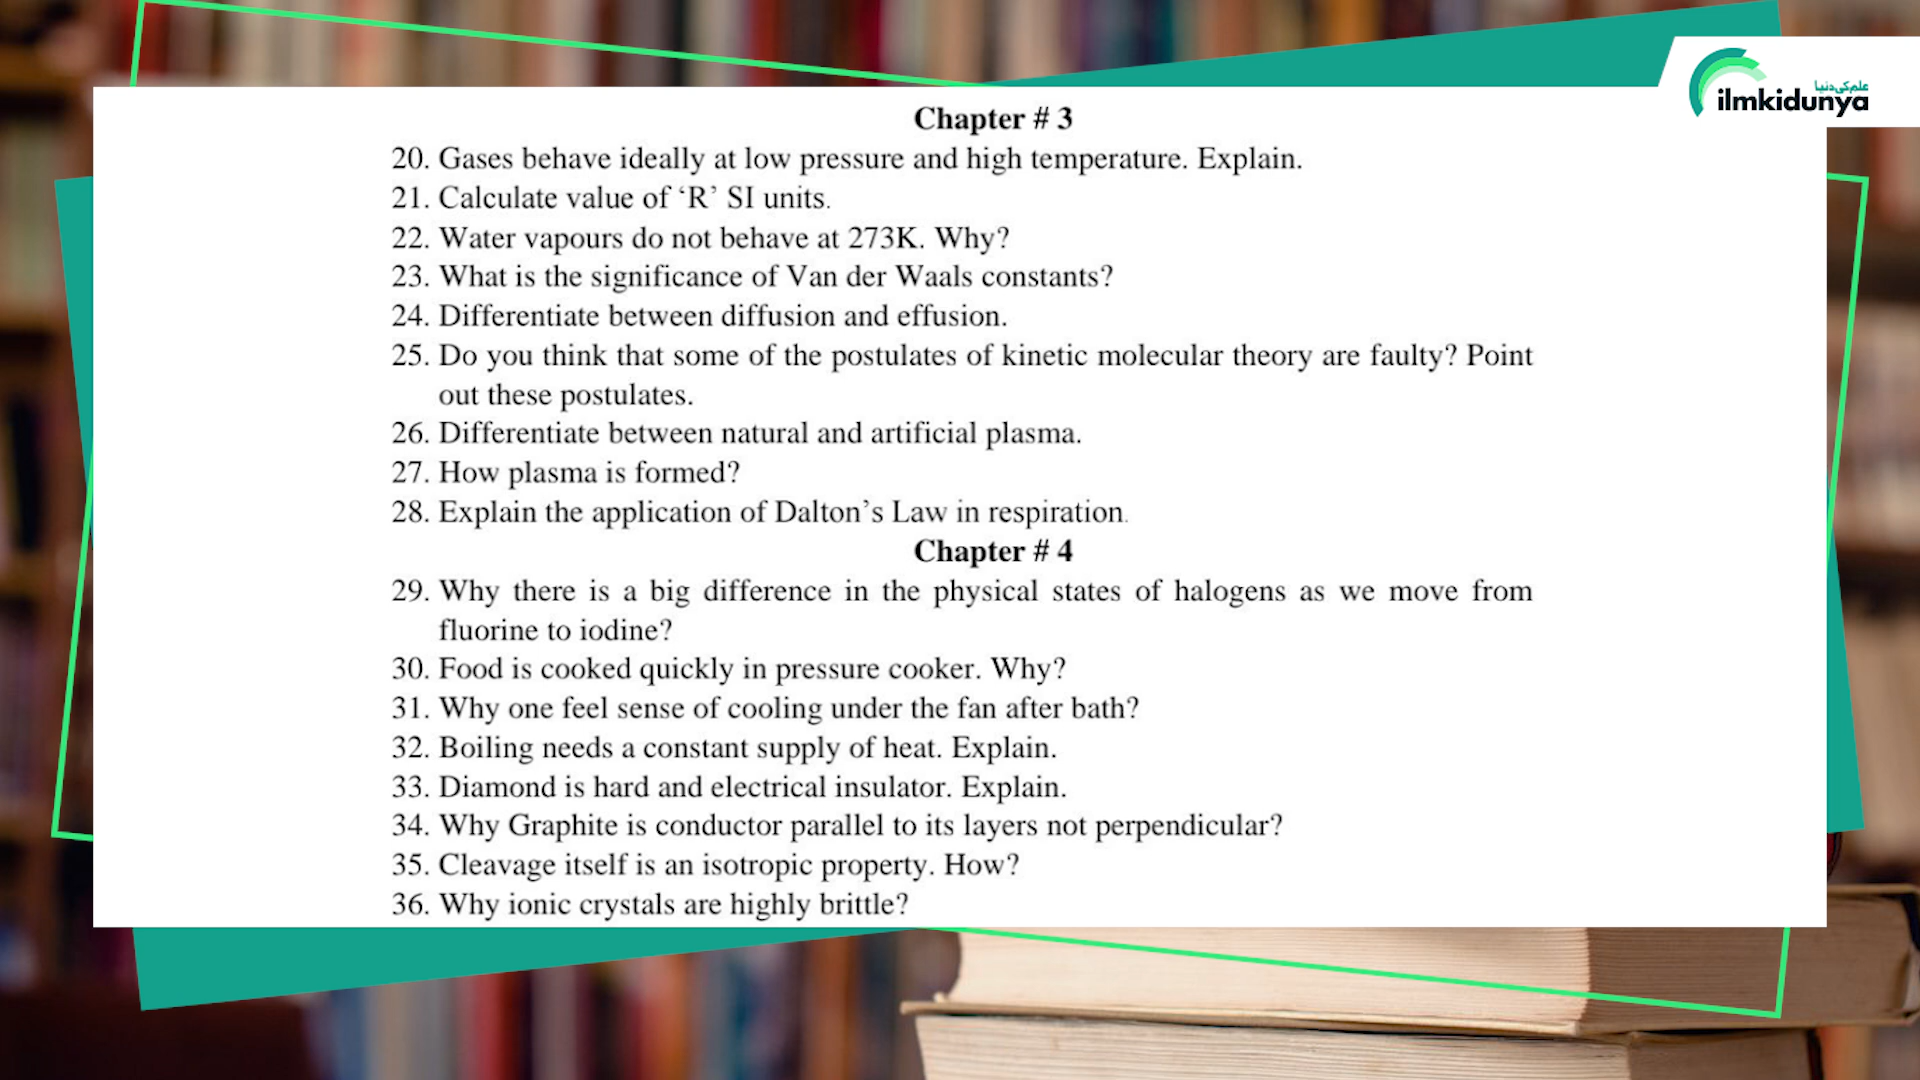 علم کی دنیا
ilmkidunya
Chapter # 3
20. Gases behave ideally at low pressure and high temperature. Explain.
21. Calculate value of ‘R’ SI units.
22. Water vapours do not behave at 273K. Why?
23. What is the significance of Van der Waals constants?
24. Differentiate between diffusion and effusion.
25. Do you think that some of the postulates of kinetic molecular theory are faulty? Point
out these postulates.
26. Differentiate between natural and artificial plasma.
27. How plasma is formed?
28. Explain the application of Dalton’s Law in respiration.
Chapter # 4
29. Why there is a big difference in the physical states of halogens as we move from
fluorine to iodine?
30. Food is cooked quickly in pressure cooker. Why?
31. Why one feel sense of cooling under the fan after bath?
32. Boiling needs a constant supply of heat. Explain.
33. Diamond is hard and electrical insulator. Explain.
34. Why Graphite is conductor parallel to its layers not perpendicular?
35. Cleavage itself is an isotropic property. How?
36. Why ionic crystals are highly brittle?